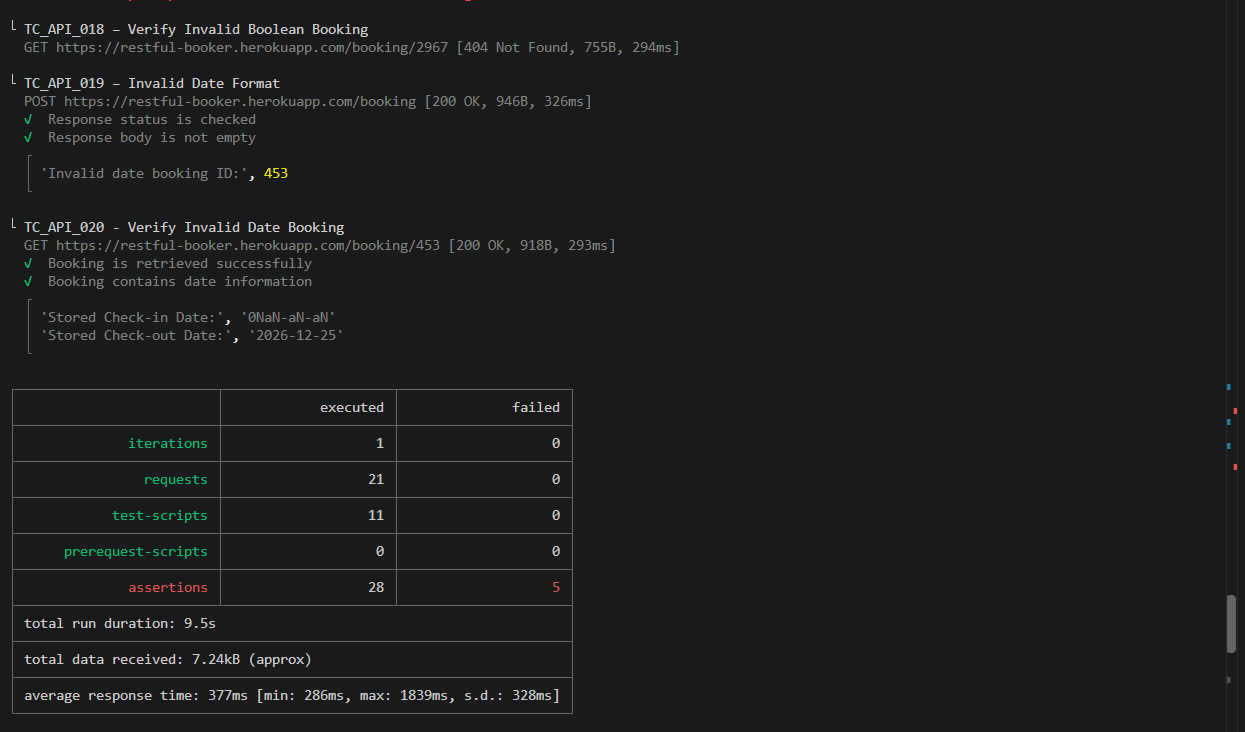 └ TC_API_018 – Verify Invalid Boolean Booking
GET https://restful-booker.herokuapp.com/booking/2967 [404 Not Found, 755B, 294ms]
└ TC_API_019 – Invalid Date Format
POST https://restful-booker.herokuapp.com/booking [200 OK, 946B, 326ms]
√ Response status is checked
√ Response body is not empty
'Invalid date booking ID:', 453
└ TC_API_020 - Verify Invalid Date Booking
GET https://restful-booker.herokuapp.com/booking/453 [200 OK, 918B, 293ms]
√ Booking is retrieved successfully
√ Booking contains date information
'Stored Check-in Date:', '0NaN-aN-aN'
'Stored Check-out Date:', '2026-12-25'
executed failed
iterations 1 0
requests 21 0
test-scripts 11 0
prerequest-scripts 0 0
assertions 28 5
total run duration: 9.5s
total data received: 7.24kB (approx)
average response time: 377ms [min: 286ms, max: 1839ms, s.d.: 328ms]